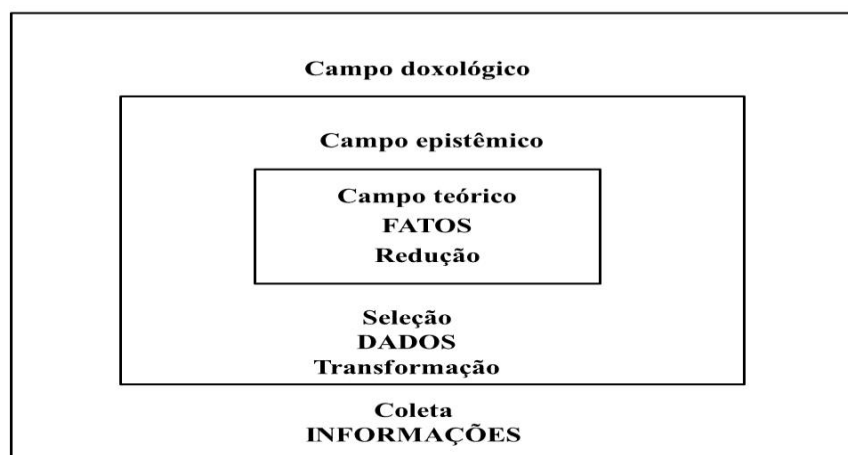 Campo doxológico
Campo epistêmico
Campo teórico
FATOS
Redução
Seleção
DADOS
Transformação
Coleta
INFORMAÇÕES